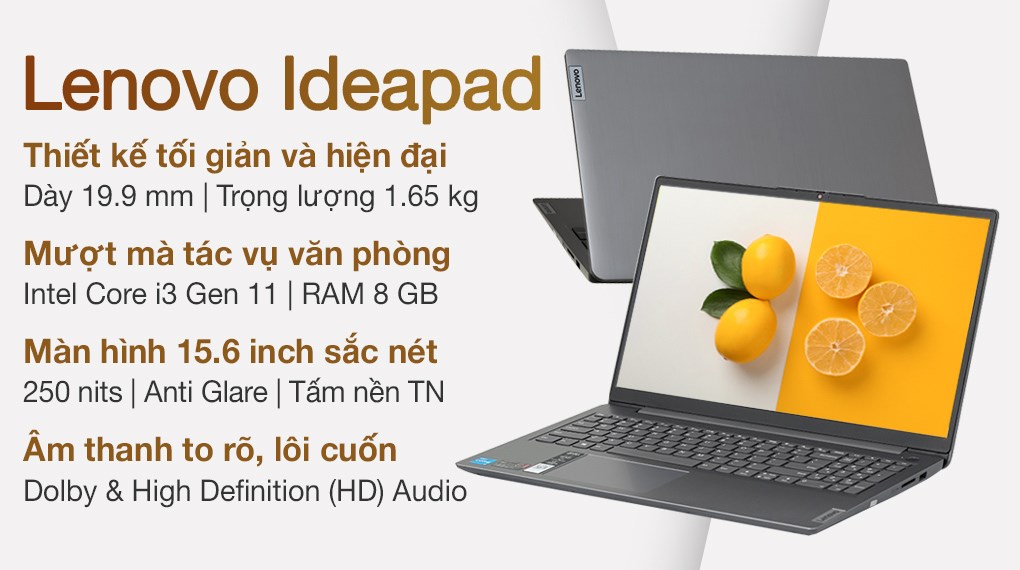 Lenovo Ideapad
Thiết kế tối giản và hiện đại
Dày 19.9 mm | Trọng lượng 1.65 kg
Mượt mà tác vụ văn phòng
Intel Core i3 Gen 11 | RAM 8 GB
Màn hình 15.6 inch sắc nét
250 nits | Anti Glare | Tấm nền TN
Âm thanh to rõ, lôi cuốn
Dolby & High Definition (HD) Audio
Lenovo
Lenovo